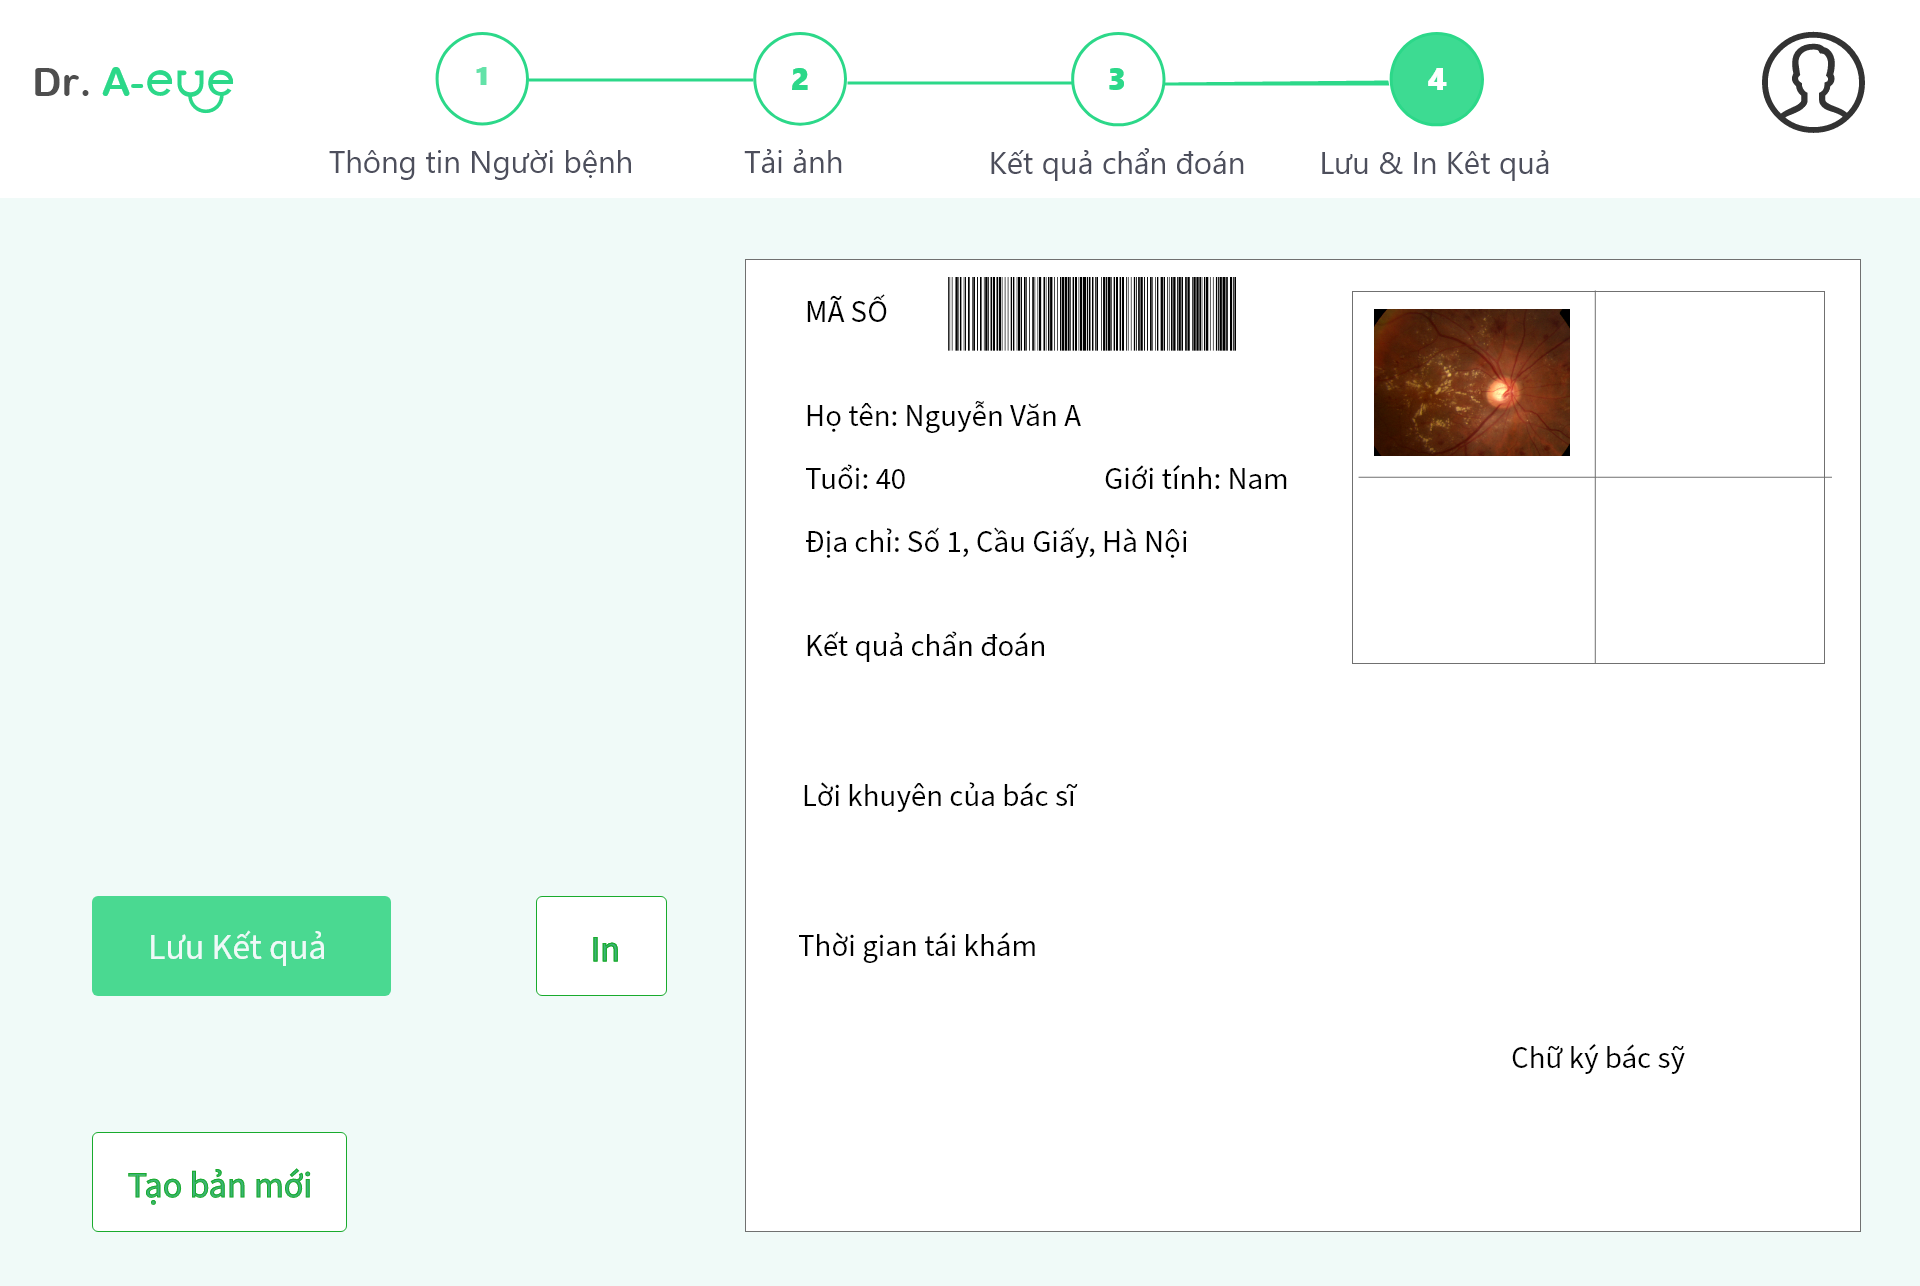 Dr. A-eye
1
2
3
4
Thông tin Người bệnh
Tải ảnh
Kết quả chẩn đoán
Lưu & In Kêt quả
MÃ SỐ
Họ tên: Nguyễn Văn A
Tuổi: 40
Giới tính: Nam
Địa chỉ: Số 1, Cầu Giấy, Hà Nội
Kết quả chẩn đoán
Lời khuyên của bác sĩ
Thời gian tái khám
Chữ ký bác sỹ
Lưu Kết quả
In
Tạo bản mới